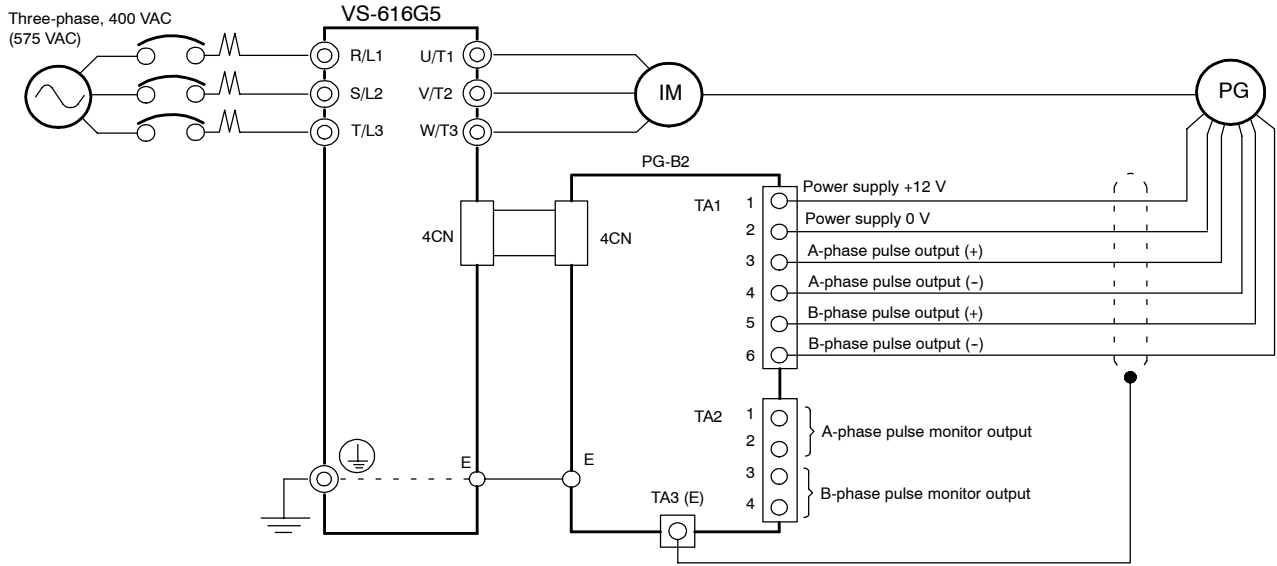 VS-616G5
Three-phase, 400 VAC
(575 VAC)
R/L1
U/T1
S/L2
V/T2
IM
PG
T/L3
W/T3
PG-B2
TA1
1
Power supply +12 V
2
Power supply 0 V
4CN
4CN
3
A-phase pulse output (+)
4
A-phase pulse output (−)
5
B-phase pulse output (+)
6
B-phase pulse output (−)
TA2
1
2
A-phase pulse monitor output
3
4
B-phase pulse monitor output
E
E
TA3 (E)